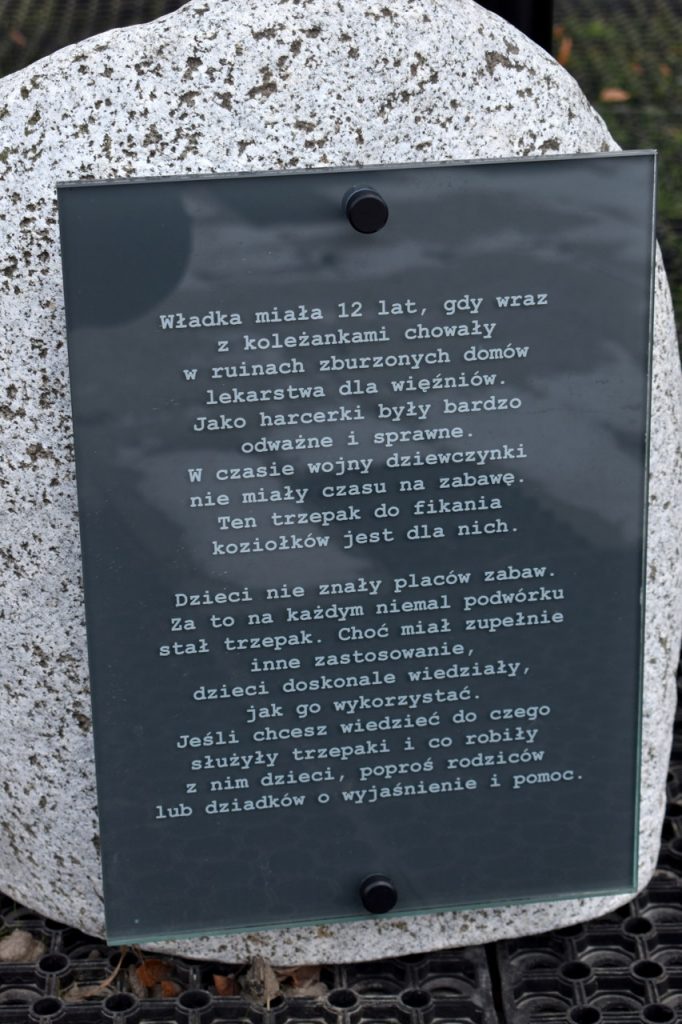 Władka miała 12 lat, gdy wraz
z koleżankami chowały
w ruinach zburzonych domów
lekarstwa dla więźniów.
Jako harcerki były bardzo
odważne i sprawne.
W czasie wojny dziewczynki
nie miały czasu na zabawę.
Ten trzepak do fikania
koziołków jest dla nich.
Dzieci nie znały placów zabaw.
Za to na każdym niemal podwórku
stał trzepak. Choć miał zupełnie
inne zastosowanie,
dzieci doskonale wiedziały,
jak go wykorzystać.
Jeśli chcesz wiedzieć do czego
służyły trzepaki i co robiły
z nim dzieci, poproś rodziców
lub dziadków o wyjaśnienie i pomoc.